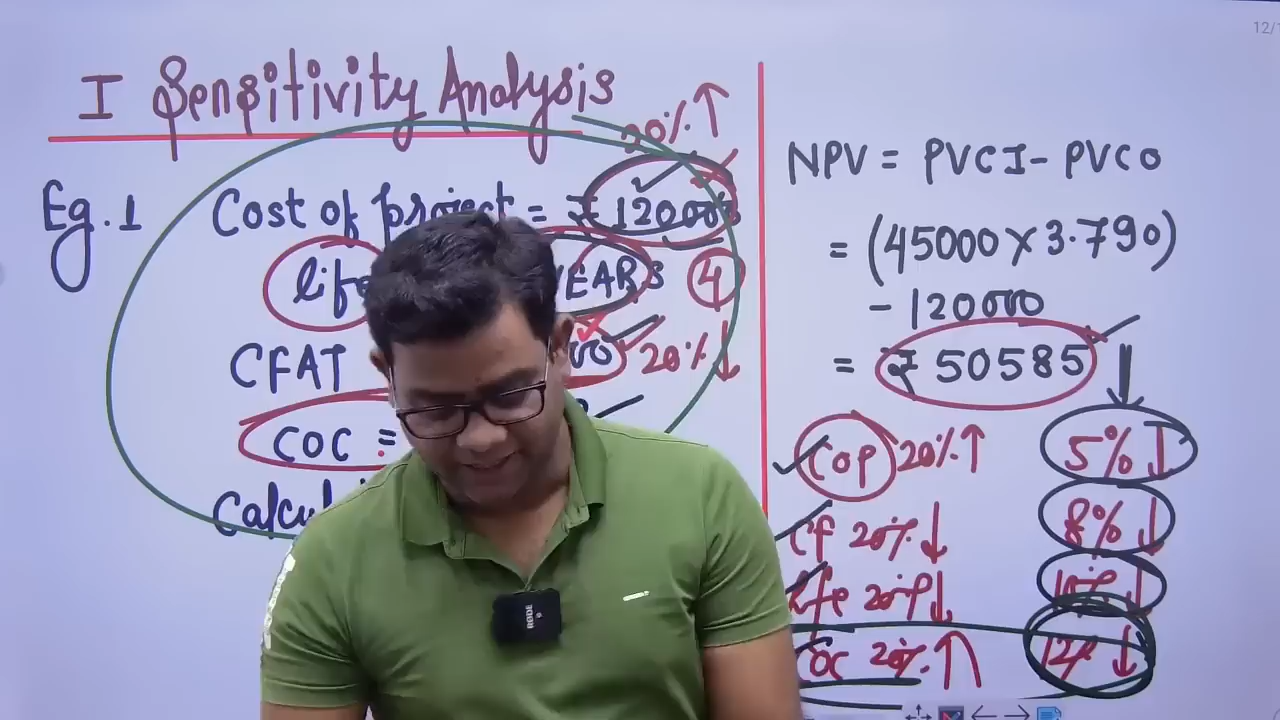 I Sensitivity Analysis
20% ↑
Eg.1 Cost of project = ₹ 120000
life YEARS 4
CFAT 20% ↓
COC =
NPV = PVCI - PVCO
= (45000 × 3.790)
- 120000
= ₹ 50585
COP 20% ↑ 5% ↓
CF 20% ↓ 8% ↓
Life 20% ↓ 10% ↓
COC 20% ↑ 12% ↓
RODE